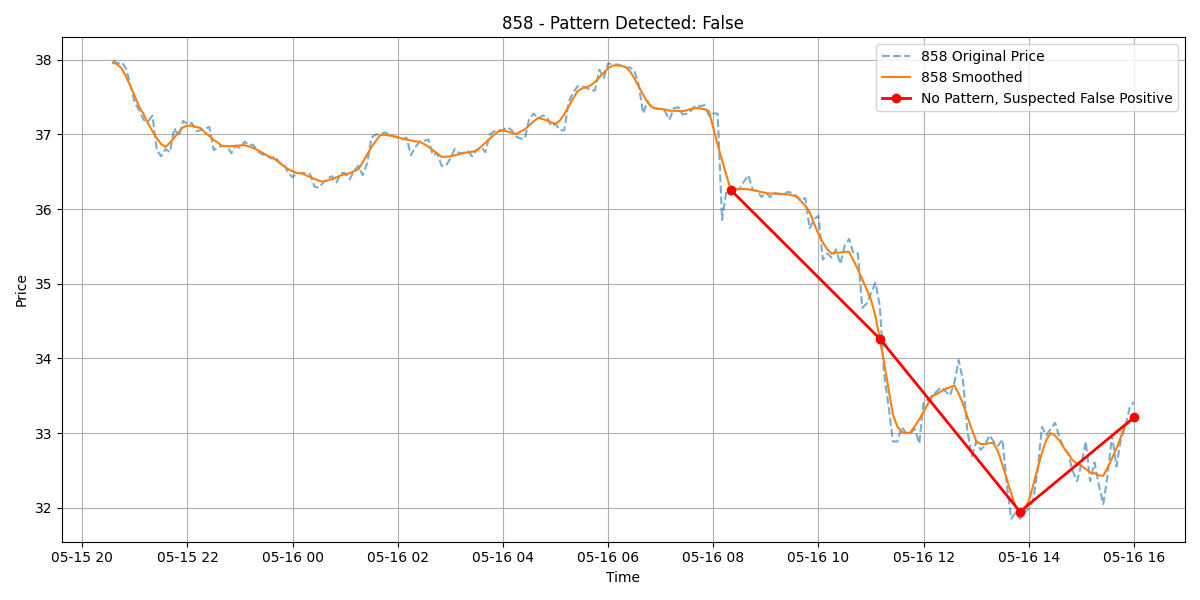 858 - Pattern Detected: False
858 Original Price
858 Smoothed
No Pattern, Suspected False Positive
Price
38
37
36
35
34
33
32
05-15 20 05-15 22 05-16 00 05-16 02 05-16 04 05-16 06 05-16 08 05-16 10 05-16 12 05-16 14 05-16 16
Time